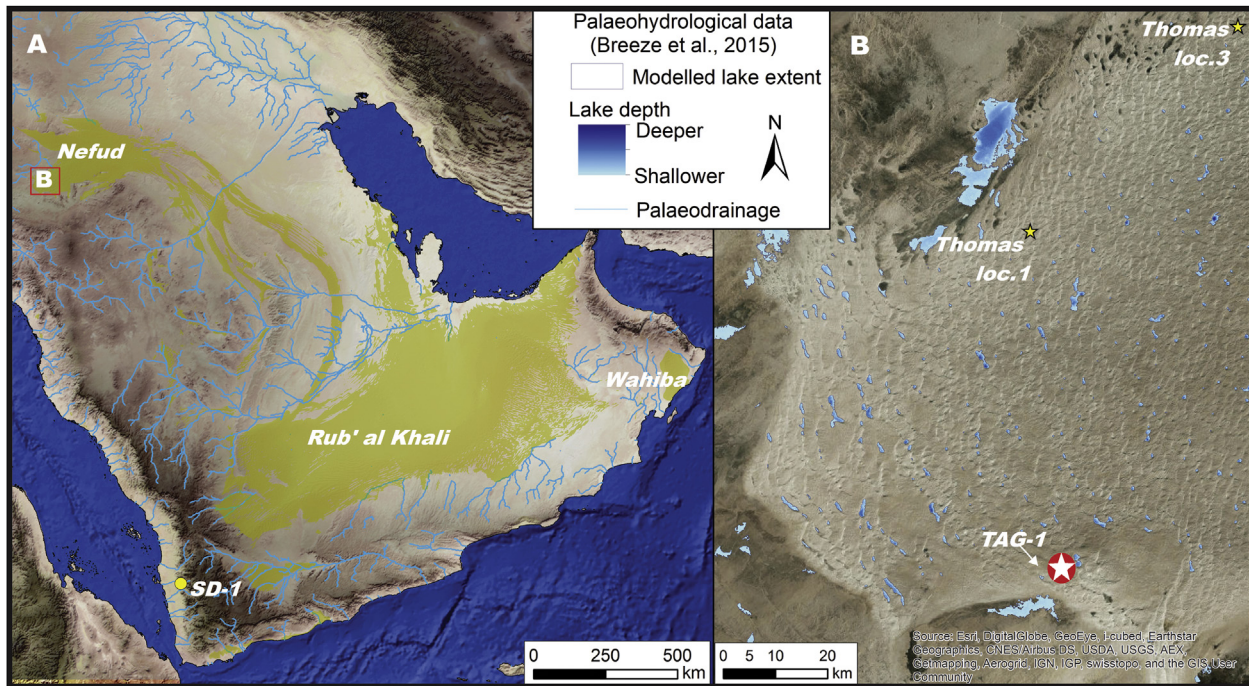 A
Nefud
B
Rub' al Khali
Wahiba
SD-1
0 250 500
km
Palaeohydrological data
(Breeze et al., 2015)
Modelled lake extent
Lake depth
Deeper
Shallower
Palaeodrainage
N
B
Thomas
loc.3
Thomas
loc.1
TAG-1
0 5 10 20
km
Source: Esri, DigitalGlobe, GeoEye, i-cubed, Earthstar
Geographics, CNES/Airbus DS, USDA, USGS, AEX,
Getmapping, Aerogrid, IGN, IGP, swisstopo, and the GIS User
Community